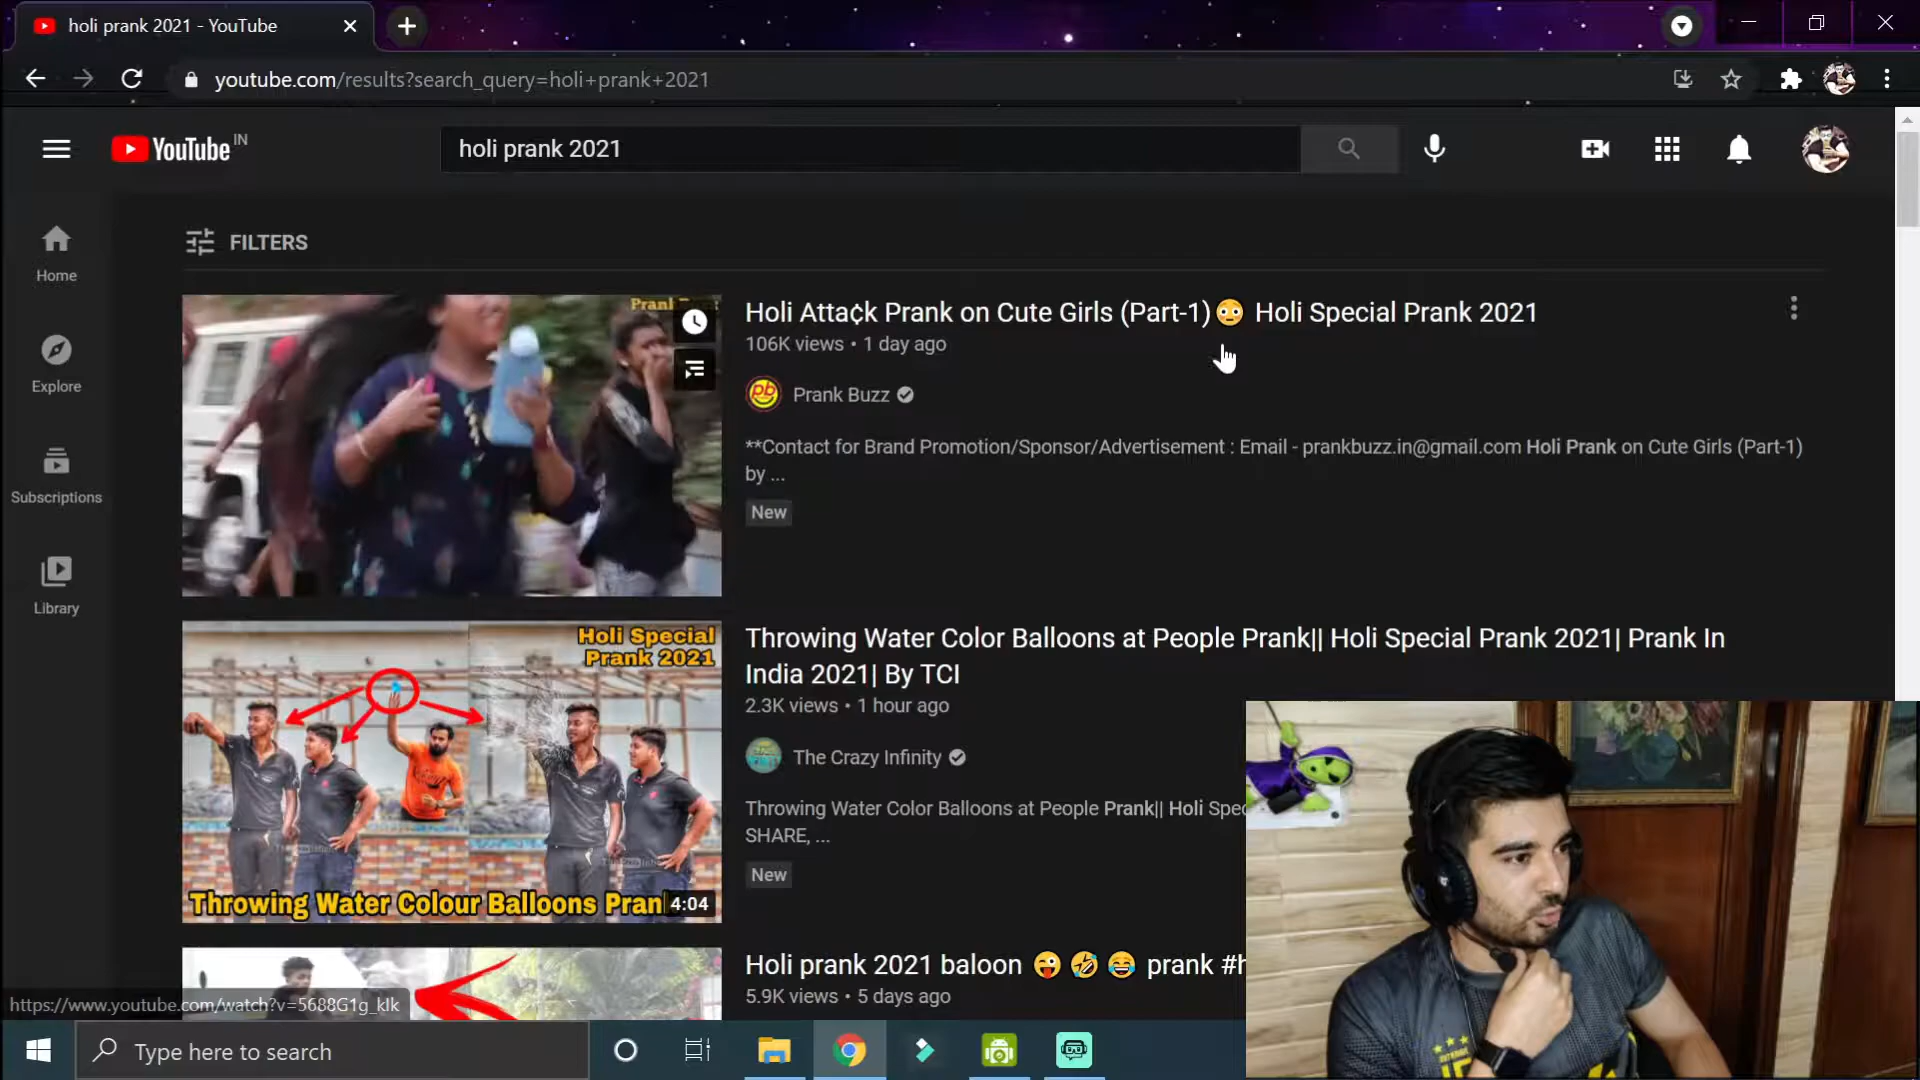 holi prank 2021 - YouTube
youtube.com/results?search_query=holi+prank+2021
YouTube IN
holi prank 2021
Home
Explore
Subscriptions
Library
FILTERS
Holi Atta¢k Prank on Cute Girls (Part-1)😳 Holi Special Prank 2021
106K views • 1 day ago
pb
Prank Buzz
**Contact for Brand Promotion/Sponsor/Advertisement : Email - prankbuzz.in@gmail.com Holi Prank on Cute Girls (Part-1)
by ...
New
Holi Special
Prank 2021
Throwing Water Colour Balloons Pran
4:04
Throwing Water Color Balloons at People Prank|| Holi Special Prank 2021| Prank In
India 2021| By TCI
2.3K views • 1 hour ago
The Crazy Infinity
Throwing Water Color Balloons at People Prank|| Holi Spec
SHARE, ...
New
Holi prank 2021 baloon 😜 🤣 😂 prank #h
5.9K views • 5 days ago
https://www.youtube.com/watch?v=5688G1g_klk
Type here to search